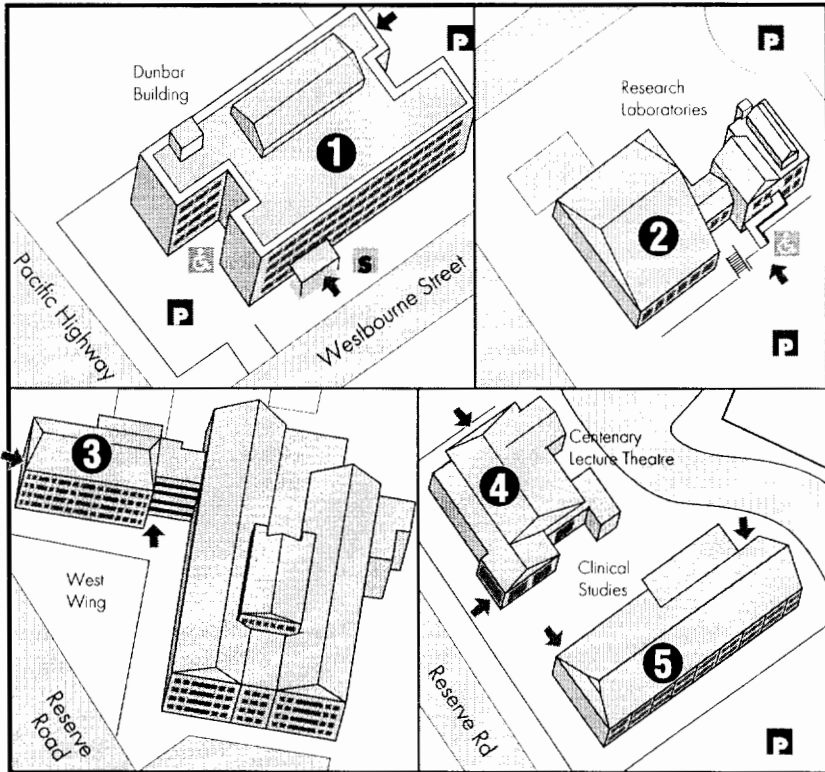 P
Dunbar
Building
1
S
P
Pacific Highway
Westbourne Street
P
Research
Laboratories
2
P
3
West
Wing
Reserve
Road
4
Centenary
Lecture Theatre
Clinical
Studies
5
Reserve Rd
P